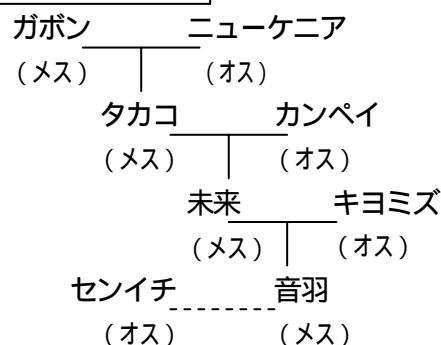 ガボン ニューケニア
(メス) (オス)
タカコ カンペイ
(メス) (オス)
未来 キヨミズ
(メス) (オス)
センイチ 音羽
(オス) (メス)